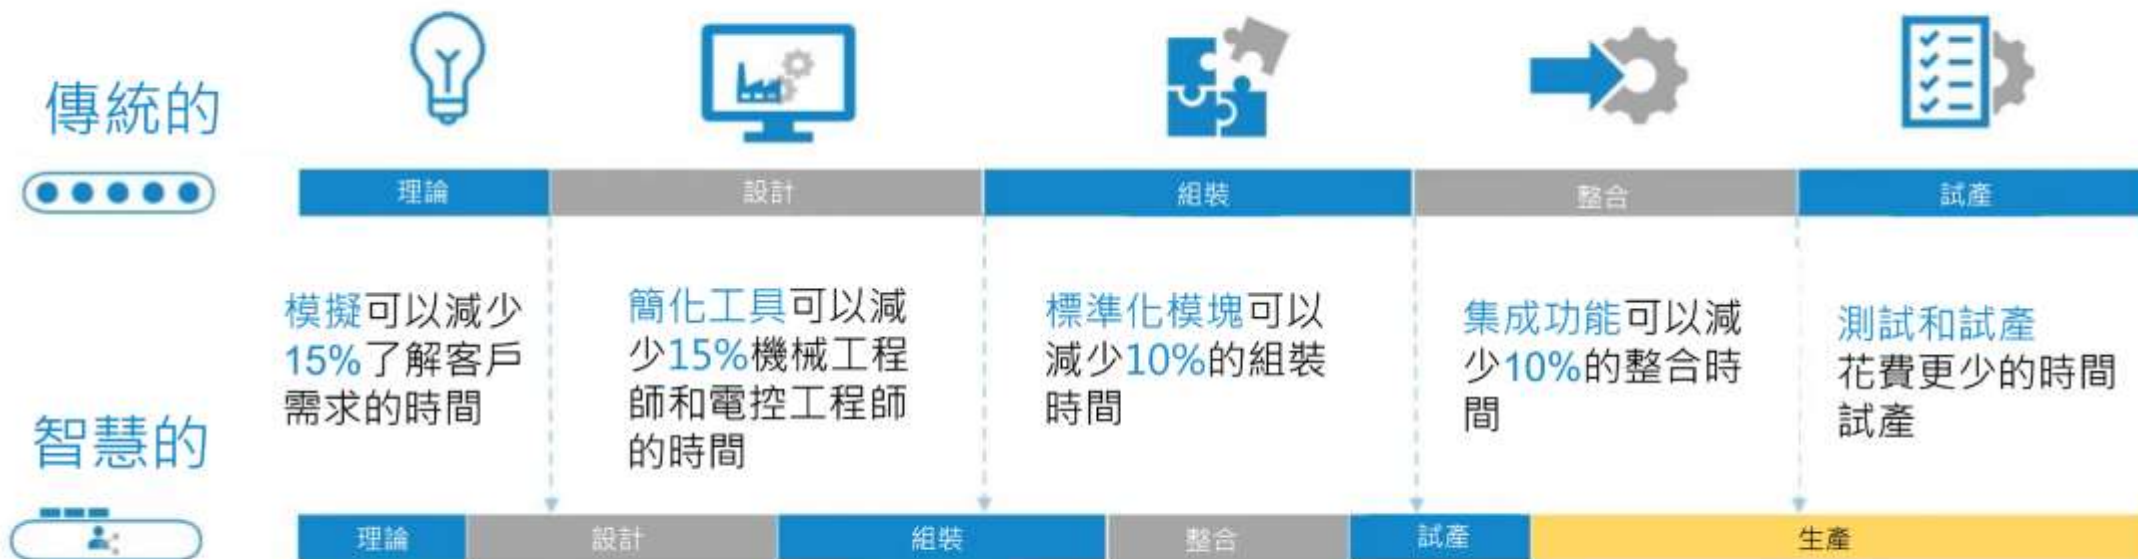 傳統的
理論
設計
組裝
整合
試產
模擬可以減少
15%了解客戶
需求的時間
簡化工具可以減
少15%機械工程
師和電控工程師
的時間
標準化模塊可以
減少10%的組裝
時間
集成功能可以減
少10%的整合時
間
測試和試產
花費更少的時間
試產
智慧的
理論
設計
組裝
整合
試產
生產